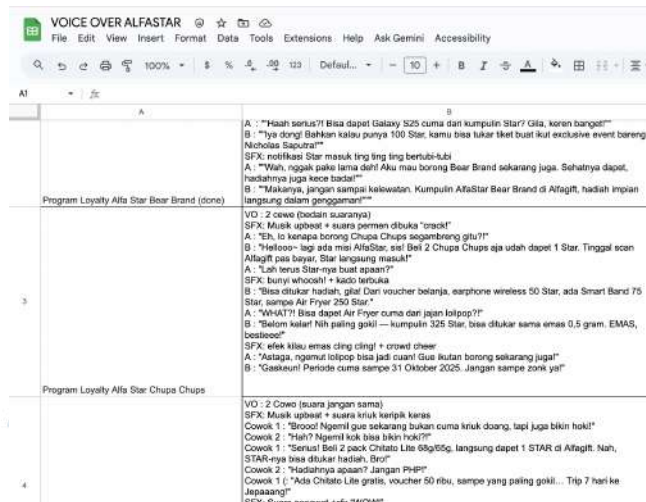 VOICE OVER ALFASTAR
File Edit View Insert Format Data Tools Extensions Help Ask Gemini Accessibility
100% $ % .0 .00 123 Defaul... - 10 + B I S A
A1 fx
A B
A : ""Haah serius?! Bisa dapet Galaxy S25 cuma dari kumpulin Star? Gila, keren banget!""
B : ""Iya dong! Bahkan kalau punya 100 Star, kamu bisa tukar tiket buat ikut exclusive event bareng
Nicholas Saputra!""
SFX: notifikasi Star masuk ting ting ting bertubi-tubi
A : ""Wah, nggak pake lama deh! Aku mau borong Bear Brand sekarang juga. Sehatnya dapet,
hadiahnya juga kece badai!""
B : ""Makanya, jangan sampai kelewatan. Kumpulin AlfaStar Bear Brand di Alfagift, hadiah impian
langsung dalam genggaman!"""
Program Loyalty Alfa Star Bear Brand (done)
3
VO : 2 cewe (bedain suaranya)
SFX: Musik upbeat + suara permen dibuka "crack!"
A : "Eh, lo kenapa borong Chupa Chups segambreng gitu?!"
B : "Hellooo~ lagi ada misi AlfaStar, sis! Beli 2 Chupa Chups aja udah dapet 1 Star. Tinggal scan
Alfagift pas bayar, Star langsung masuk!"
A : "Lah terus Star-nya buat apaan?"
SFX: bunyi whoosh! + kado terbuka
B : "Bisa ditukar hadiah, gila! Dari voucher belanja, earphone wireless 50 Star, ada Smart Band 75
Star, sampe Air Fryer 250 Star."
A : "WHAT?! Bisa dapet Air Fryer cuma dari jajan lolipop?!"
B : "Belom kelar! Nih paling gokil — kumpulin 325 Star, bisa ditukar sama emas 0,5 gram. EMAS,
bestieee!"
SFX: efek kilau emas cling cling! + crowd cheer
A : "Astaga, ngemut lolipop bisa jadi cuan! Gue ikutan borong sekarang juga!"
B : "Gaskeun! Periode cuma sampe 31 Oktober 2025. Jangan sampe zonk ya!"
Program Loyalty Alfa Star Chupa Chups
4
VO : 2 Cowo (suara jangan sama)
SFX: Musik upbeat + suara kriuk keripik keras
Cowok 1 : "Brooo! Ngemil gue sekarang bukan cuma kriuk doang, tapi juga bikin hoki!"
Cowok 2 : "Hah? Ngemil kok bisa bikin hoki?!"
Cowok 1 : "Serius! Beli 2 pack Chitato Lite 68g/65g, langsung dapet 1 STAR di Alfagift. Nah,
STAR-nya bisa ditukar hadiah, Bro!"
Cowok 2 : "Hadiahnya apaan? Jangan PHP!"
Cowok 1 (: "Ada Chitato Lite gratis, voucher 50 ribu, sampe yang paling gokil... Trip 7 hari ke
Jepaaang!"